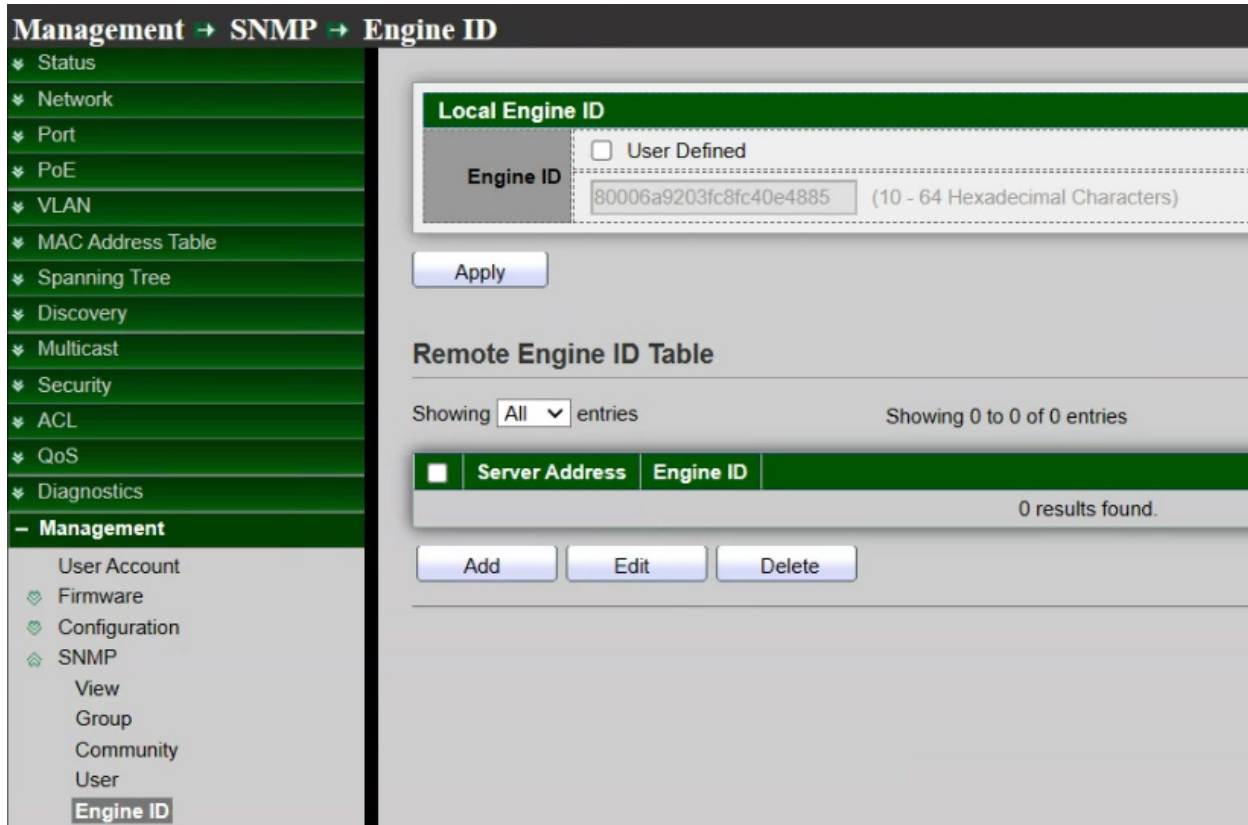 Management → SNMP → Engine ID
Status
Network
Port
PoE
VLAN
MAC Address Table
Spanning Tree
Discovery
Multicast
Security
ACL
QoS
Diagnostics
Management
User Account
Firmware
Configuration
SNMP
View
Group
Community
User
Engine ID
Local Engine ID
Engine ID
User Defined
80006a9203fc8fc40e4885 (10 - 64 Hexadecimal Characters)
Apply
Remote Engine ID Table
Showing All entries Showing 0 to 0 of 0 entries
Server Address Engine ID
0 results found.
Add Edit Delete